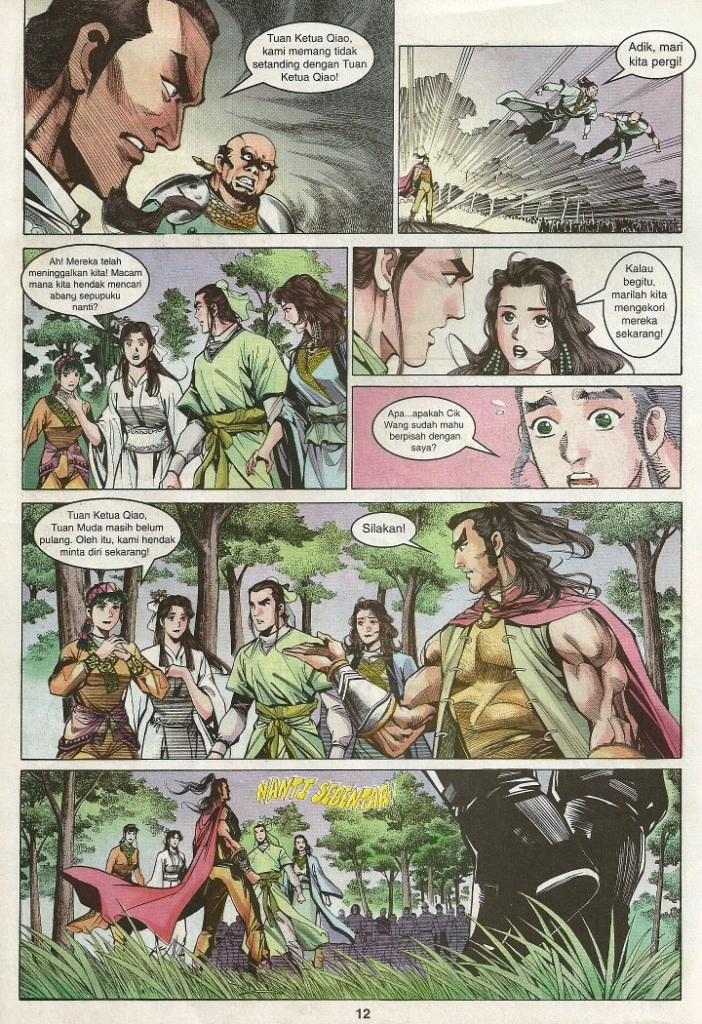 Tuan Ketua Qiao,
kami memang tidak
setanding dengan Tuan
Ketua Qiao!
Adik, mari
kita pergi!
Ah! Mereka telah
meninggalkan kita! Macam
mana kita hendak mencari
abang sepupuku
nanti?
Kalau
begitu,
marilah kita
mengekori
mereka
sekarang!
Apa...apakah Cik
Wang sudah mahu
berpisah dengan
saya?
Tuan Ketua Qiao,
Tuan Muda masih belum
pulang. Oleh itu, kami hendak
minta diri sekarang!
Silakan!
NANTI SEBENTAR!
12